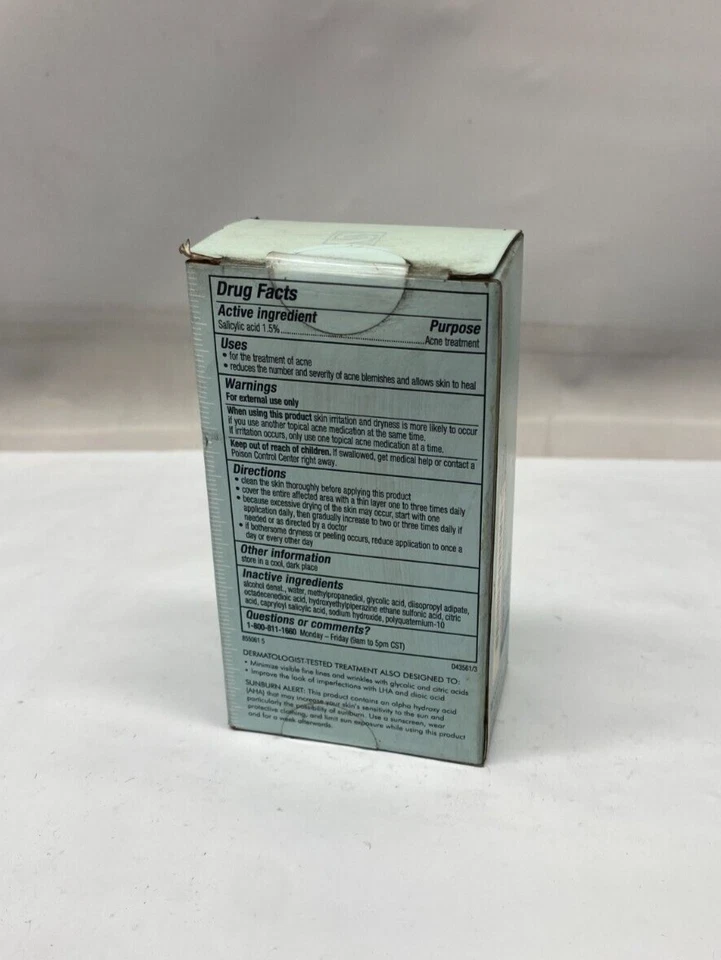 Drug Facts
Active ingredient Purpose
Salicylic acid 1.5%......Acne treatment
Uses
• for the treatment of acne
• reduces the number and severity of acne blemishes and allows skin to heal
Warnings
For external use only
When using this product skin irritation and dryness is more likely to occur
if you use another topical acne medication at the same time.
If irritation occurs, only use one topical acne medication at a time.
Keep out of reach of children. If swallowed, get medical help or contact a
Poison Control Center right away.
Directions
• clean the skin thoroughly before applying this product
• cover the entire affected area with a thin layer one to three times daily
• because excessive drying of the skin may occur, start with one
application daily, then gradually increase to two or three times daily if
needed or as directed by a doctor
• if bothersome dryness or peeling occurs, reduce application to once a
day or every other day
Other information
store in a cool, dark place
Inactive ingredients
alcohol denat., water, methylpropanediol, glycolic acid, diisopropyl adipate,
octadecenedioic acid, hydroxyethylpiperazine ethane sulfonic acid, citric
acid, capryloyl salicylic acid, sodium hydroxide, polyquaternium-10
Questions or comments?
1-800-811-1660 Monday – Friday (9am to 5pm CST)
855081 5 D43561/3
DERMATOLOGIST-TESTED TREATMENT ALSO DESIGNED TO:
• Minimize visible fine lines and wrinkles with glycolic and citric acids
• Improve the look of imperfections with LHA and dioic acid
SUNBURN ALERT: This product contains an alpha hydroxy acid
(AHA) that may increase your skin's sensitivity to the sun and
particularly the possibility of sunburn. Use a sunscreen, wear
protective clothing, and limit sun exposure while using this product
and for a week afterwards.